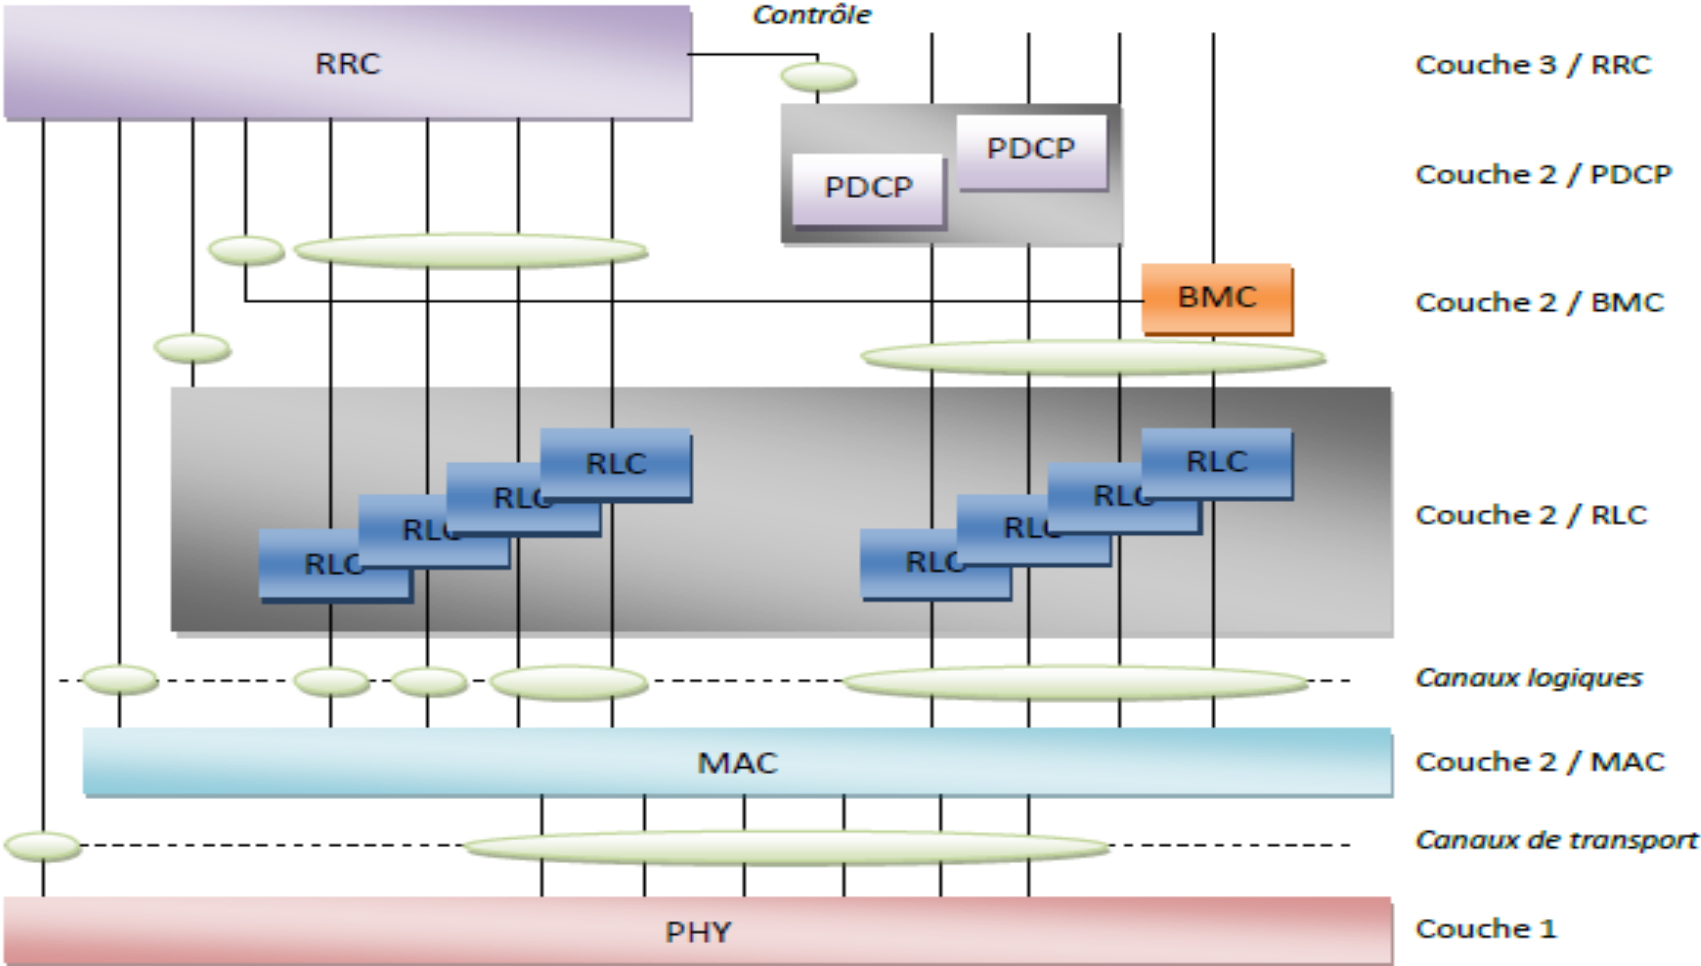 Contrôle
RRC
Couche 3 / RRC
PDCP
PDCP
Couche 2 / PDCP
BMC
Couche 2 / BMC
RLC
RLC
RLC
RLC
RLC
RLC
RLC
RLC
Couche 2 / RLC
Canaux logiques
MAC
Couche 2 / MAC
Canaux de transport
PHY
Couche 1